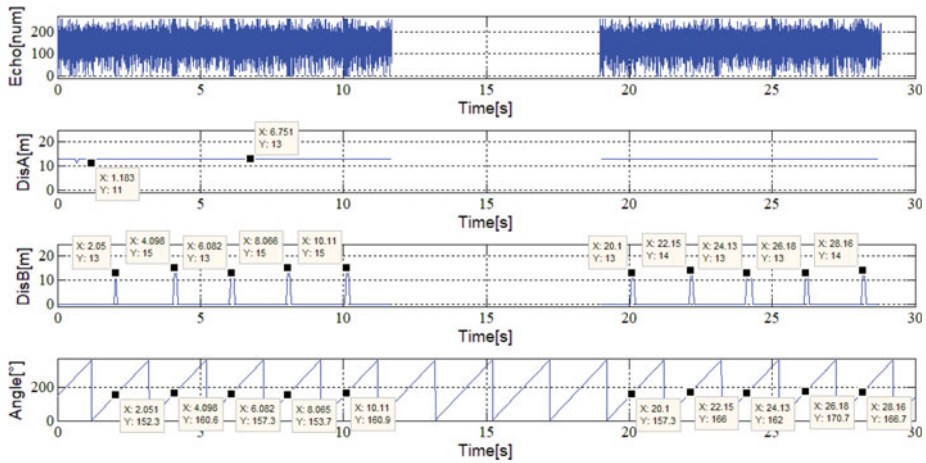 Echo[num]
200
100
0
0 5 10 15 20 25 30
Time[s]
DisA[m]
20
10
0
X: 6.751
Y: 13
X: 1.183
Y: 11
0 5 10 15 20 25 30
Time[s]
DisB[m]
20
10
0
X: 2.05
Y: 13
X: 4.098
Y: 15
X: 6.082
Y: 13
X: 8.066
Y: 15
X: 10.11
Y: 15
X: 20.1
Y: 13
X: 22.15
Y: 14
X: 24.13
Y: 13
X: 26.18
Y: 13
X: 28.16
Y: 14
0 5 10 15 20 25 30
Time[s]
Angle[°]
200
0
X: 2.051
Y: 152.3
X: 4.098
Y: 160.6
X: 6.082
Y: 157.3
X: 8.065
Y: 153.7
X: 10.11
Y: 160.9
X: 20.1
Y: 157.3
X: 22.15
Y: 166
X: 24.13
Y: 162
X: 26.18
Y: 170.7
X: 28.16
Y: 166.7
0 5 10 15 20 25 30
Time[s]